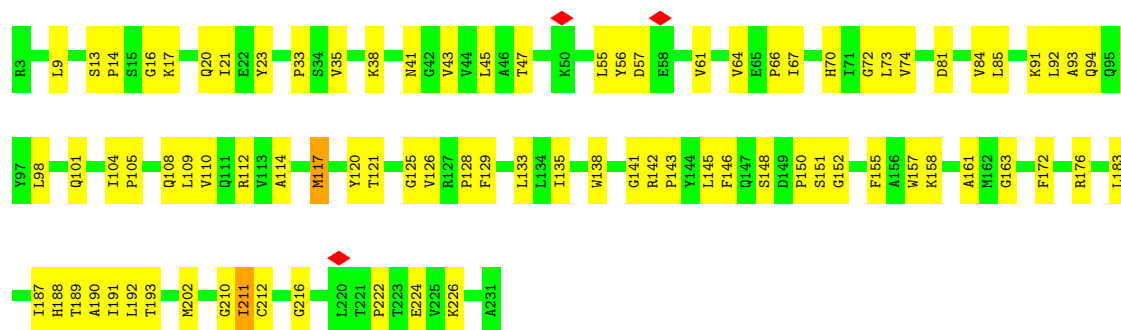 R3 L9 S13 P14 S15 G16 K17 Q20 I21 E22 Y23 P33 S34 V35 K38 N41 G42 V43 V44 L45 A46 T47 K50 L55 Y56 D57 E58 V61 V64 E65 P66 I67 H70 I71 G72 L73 V74 D81 V84 L85 K91 L92 A93 Q94 Q95
Y97 L98 Q101 I104 P105 Q108 L109 V110 Q111 R112 V113 A114 M117 Y120 T121 G125 V126 R127 P128 F129 L133 L134 I135 W138 G141 R142 P143 Y144 L145 F146 Q147 S148 D149 P150 S151 G152 F155 A156 W157 K158 A161 M162 G163 F172 R176 L183
I187 H188 T189 A190 I191 L192 T193 M202 G210 I211 C212 G216 L220 T221 P222 T223 E224 V225 K226 A231